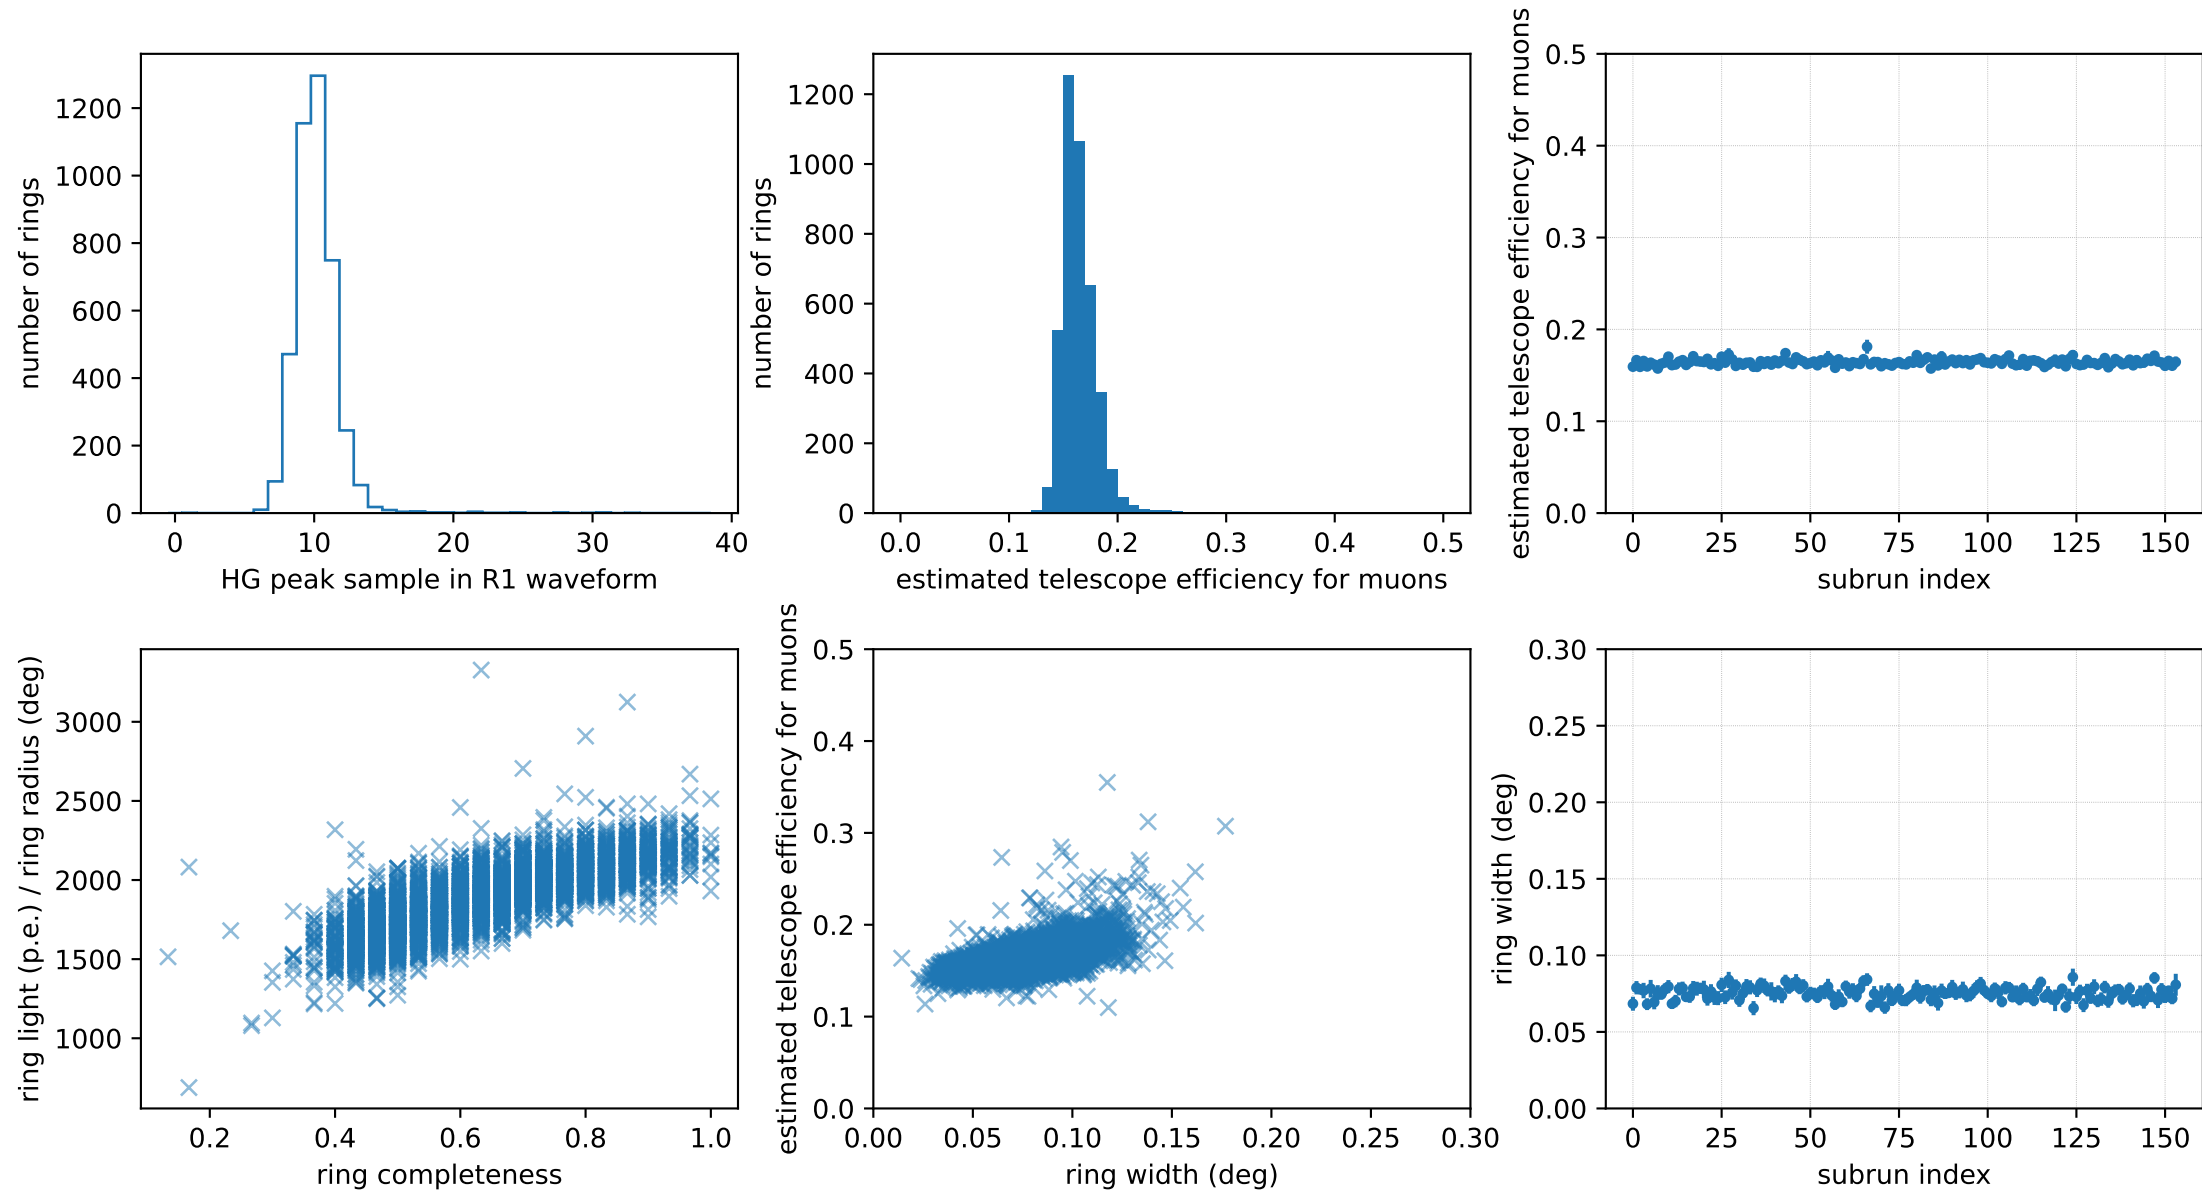 number of rings
1200
1000
800
600
400
200
0
0 10 20 30 40
HG peak sample in R1 waveform
number of rings
1200
1000
800
600
400
200
0
0.0 0.1 0.2 0.3 0.4 0.5
estimated telescope efficiency for muons
estimated telescope efficiency for muons
0.5
0.4
0.3
0.2
0.1
0.0
0 25 50 75 100 125 150
subrun index
ring light (p.e.) / ring radius (deg)
3000
2500
2000
1500
1000
0.2 0.4 0.6 0.8 1.0
ring completeness
estimated telescope efficiency for muons
0.5
0.4
0.3
0.2
0.1
0.0
0.00 0.05 0.10 0.15 0.20 0.25 0.30
ring width (deg)
ring width (deg)
0.30
0.25
0.20
0.15
0.10
0.05
0.00
0 25 50 75 100 125 150
subrun index